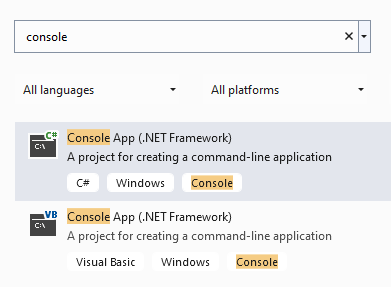 console
All languages All platforms
C#
C:\
Console App (.NET Framework)
A project for creating a command-line application
C# Windows Console
VB
C:\
Console App (.NET Framework)
A project for creating a command-line application
Visual Basic Windows Console